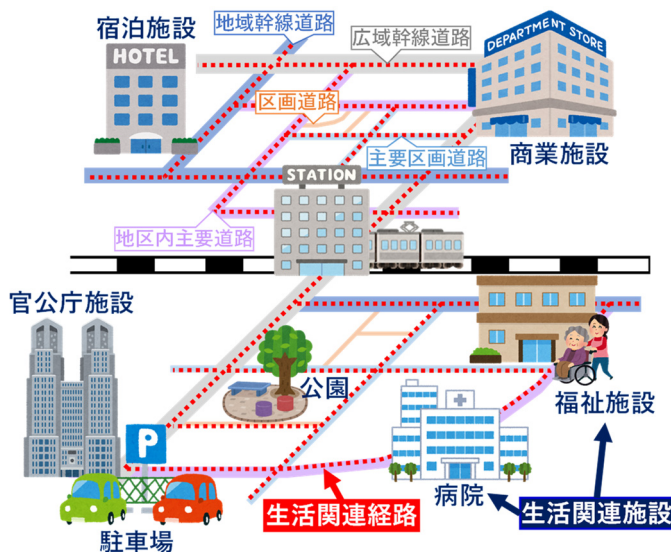 宿泊施設
地域幹線道路
広域幹線道路
HOTEL
DEPARTMENT STORE
区画道路
主要区画道路
商業施設
STATION
地区内主要道路
官公庁施設
公園
福祉施設
P
病院
生活関連経路
生活関連施設
駐車場